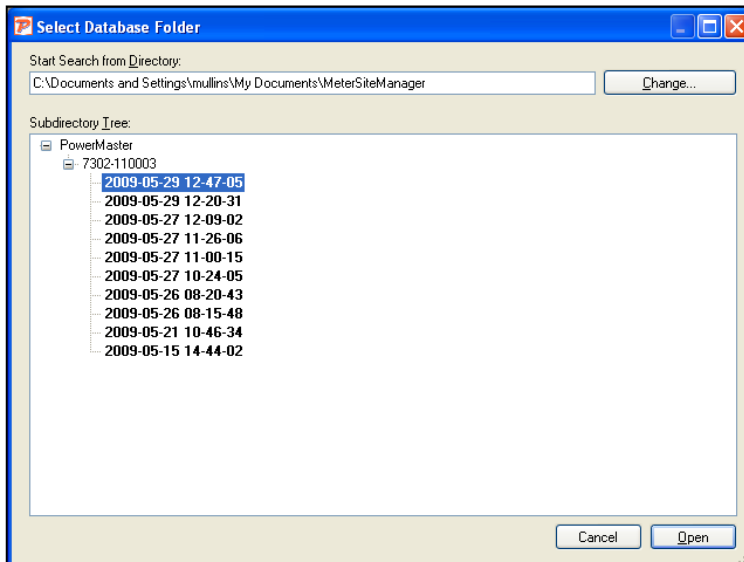 Select Database Folder
Start Search from Directory:
C:\Documents and Settings\mullins\My Documents\MeterSiteManager
Change...
Subdirectory Tree:
PowerMaster
7302-110003
2009-05-29 12-47-05
2009-05-29 12-20-31
2009-05-27 12-09-02
2009-05-27 11-26-06
2009-05-27 11-00-15
2009-05-27 10-24-05
2009-05-26 08-20-43
2009-05-26 08-15-48
2009-05-21 10-46-34
2009-05-15 14-44-02
Cancel
Open